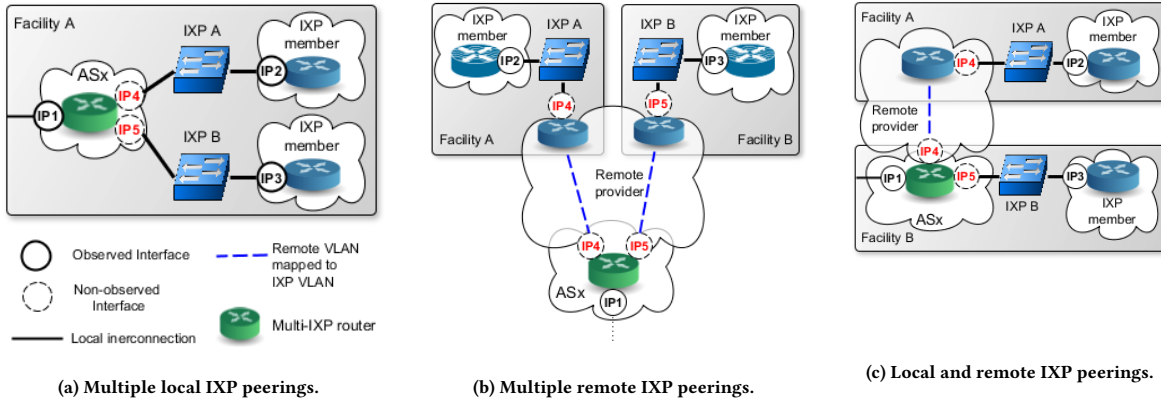 Facility A
IXP A
IXP
member
ASx
IP1
IP4
IP5
IP2
IXP B
IXP
member
IP3
Observed Interface
Non-observed
Interface
Local inerconnection
Remote VLAN
mapped to
IXP VLAN
Multi-IXP router
(a) Multiple local IXP peerings.
IXP
member
IXP A
IP2
IP4
Facility A
IXP B
IXP
member
IP3
IP5
Facility B
Remote
provider
IP4
IP5
ASx
IP1
(b) Multiple remote IXP peerings.
Facility A
IXP A
IXP
member
IP4
IP2
Remote
provider
IP4
IP1
IP5
ASx
IXP B
IP3
IXP
member
Facility B
(c) Local and remote IXP peerings.